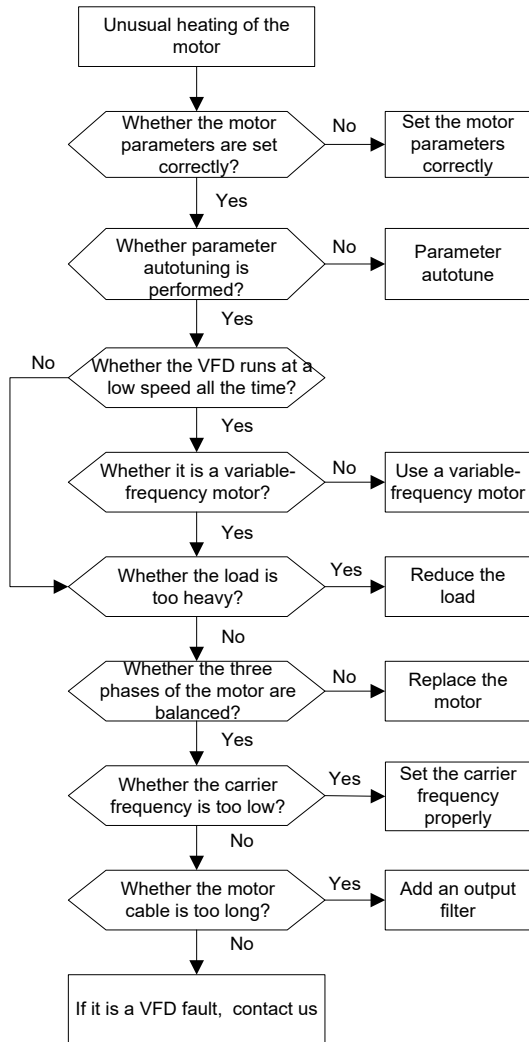 Unusual heating of the
motor
Whether the motor
parameters are set
correctly?
No
Set the motor
parameters
correctly
Yes
Whether parameter
autotuning is
performed?
No
Parameter
autotune
Yes
No
Whether the VFD runs at a
low speed all the time?
Yes
Whether it is a variable-
frequency motor?
No
Use a variable-
frequency motor
Yes
Whether the load is
too heavy?
Yes
Reduce the
load
No
Whether the three
phases of the motor are
balanced?
No
Replace the
motor
Yes
Whether the carrier
frequency is too low?
Yes
Set the carrier
frequency
properly
No
Whether the motor
cable is too long?
Yes
Add an output
filter
No
If it is a VFD fault,  contact us